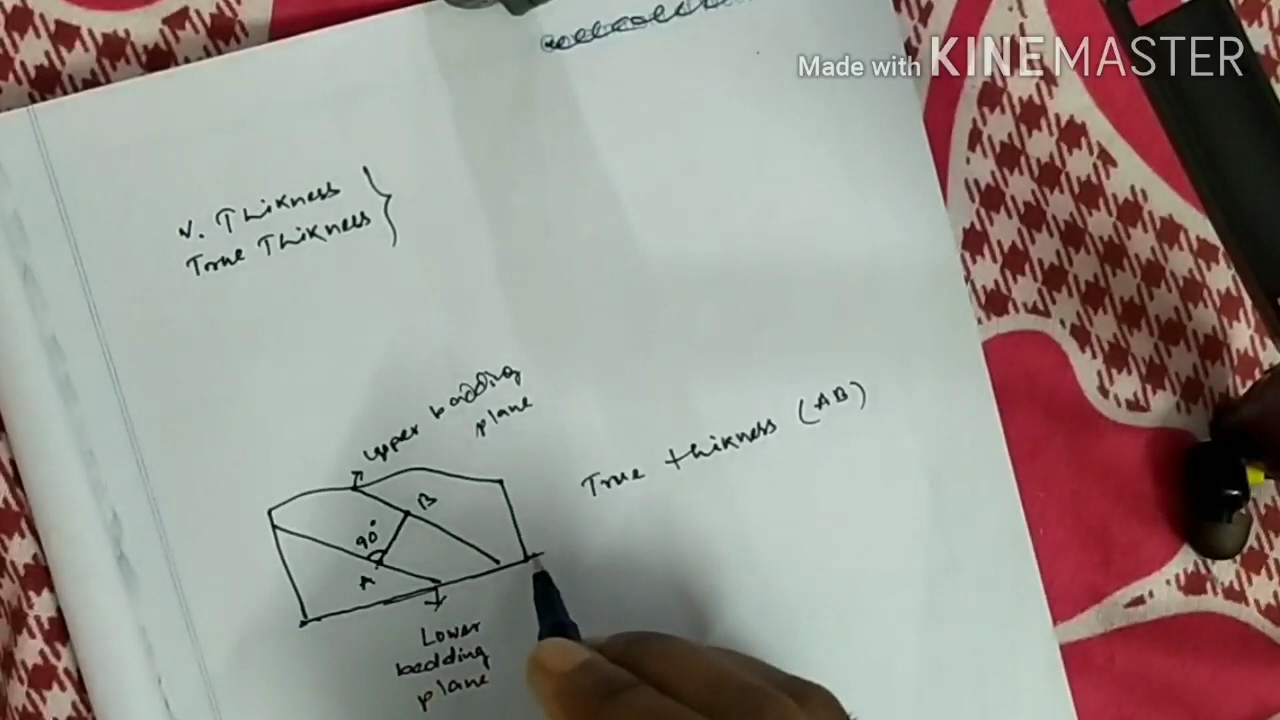 Made with KINEMASTER
V. Thikness
True Thikness
upper bedding
plane
True thikness (AB)
B
90°
A
Lower
bedding
plane